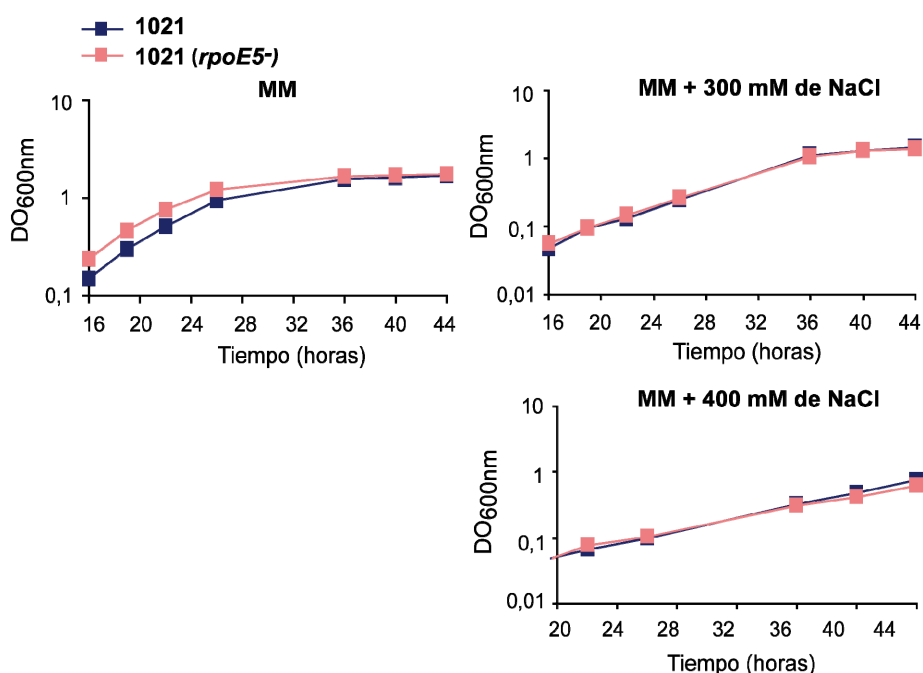 1021
1021 (rpoE5-)
MM
10
1
0,1
DO600nm
16 20 24 28 32 36 40 44
Tiempo (horas)
MM + 300 mM de NaCl
10
1
0,1
0,01
DO600nm
16 20 24 28 32 36 40 44
Tiempo (horas)
MM + 400 mM de NaCl
10
1
0,1
0,01
DO600nm
20 24 28 32 36 40 44
Tiempo (horas)